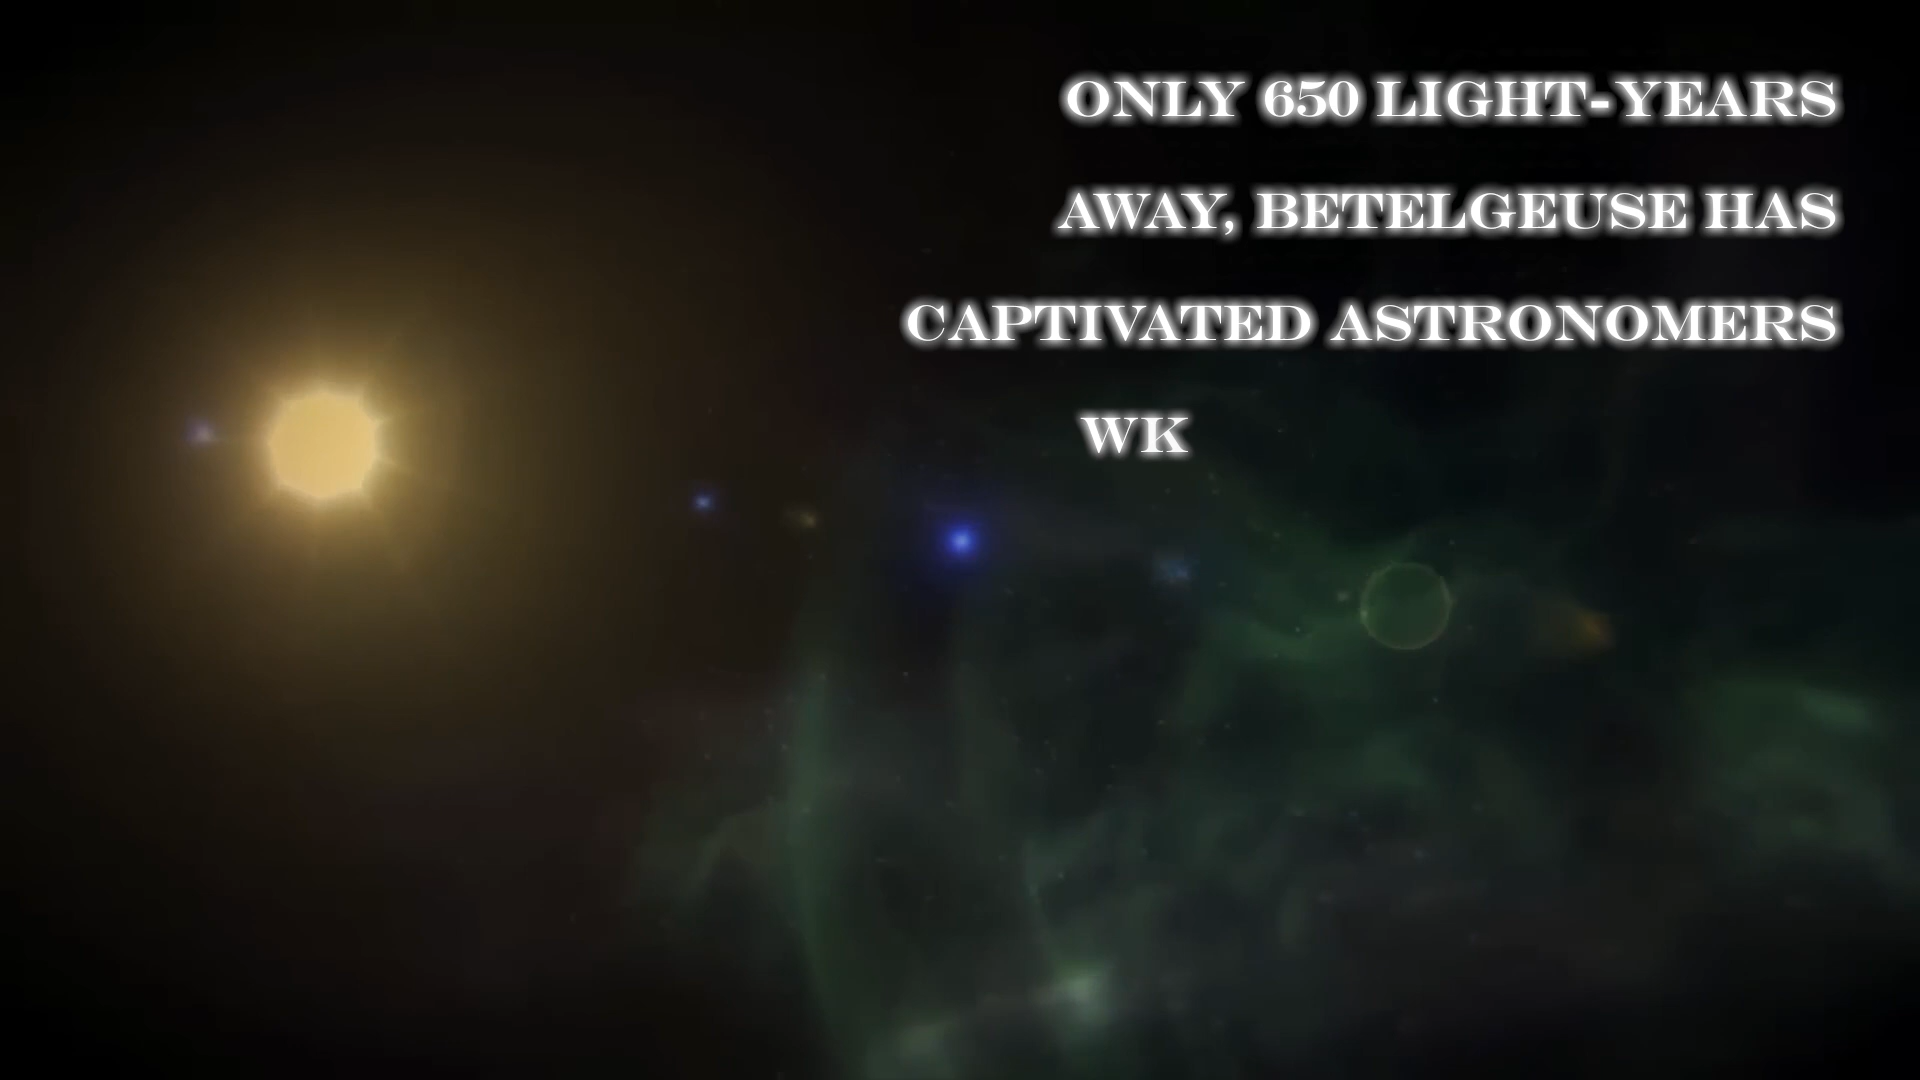 ONLY 650 LIGHT-YEARS
AWAY, BETELGEUSE HAS
CAPTIVATED ASTRONOMERS
WK